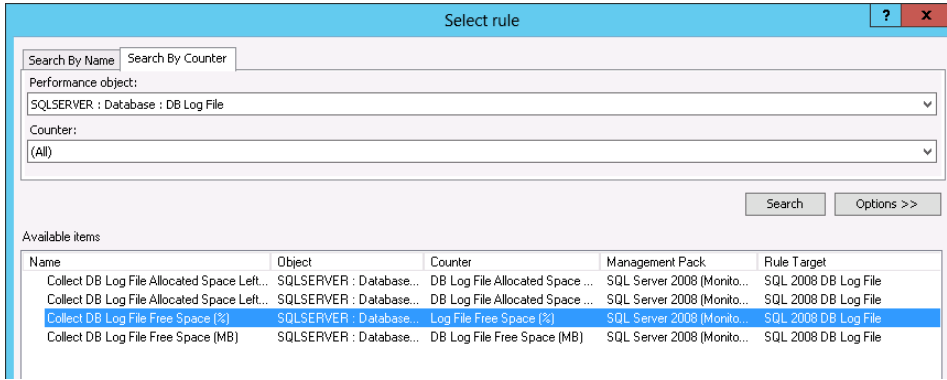 Select rule
? x
Search By Name Search By Counter
Performance object:
SQLSERVER : Database : DB Log File
Counter:
(All)
Search Options >>
Available items
Name Object Counter Management Pack Rule Target
Collect DB Log File Allocated Space Left... SQLSERVER : Database... DB Log File Allocated Space ... SQL Server 2008 (Monito... SQL 2008 DB Log File
Collect DB Log File Allocated Space Left... SQLSERVER : Database... DB Log File Allocated Space ... SQL Server 2008 (Monito... SQL 2008 DB Log File
Collect DB Log File Free Space (%) SQLSERVER : Database... Log File Free Space (%) SQL Server 2008 (Monito... SQL 2008 DB Log File
Collect DB Log File Free Space (MB) SQLSERVER : Database... DB Log File Free Space (MB) SQL Server 2008 (Monito... SQL 2008 DB Log File